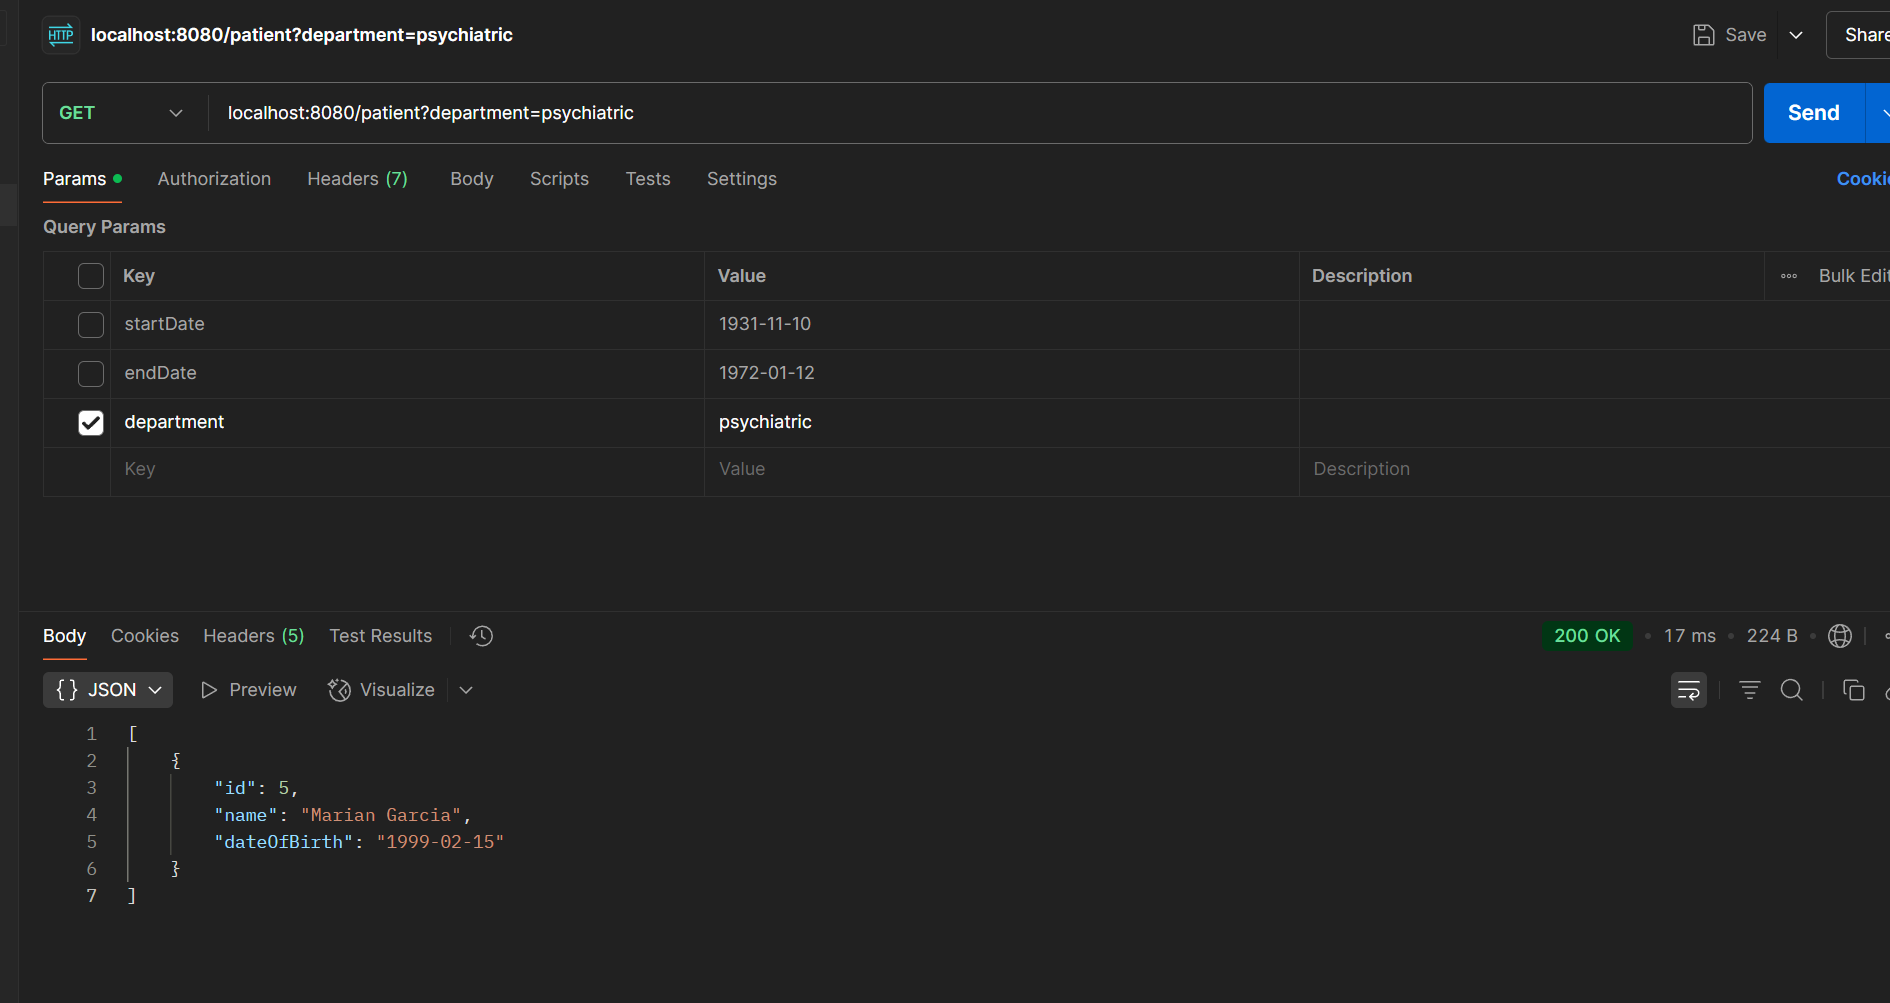 HTTP localhost:8080/patient?department=psychiatric Save Share
GET localhost:8080/patient?department=psychiatric Send
Params Authorization Headers (7) Body Scripts Tests Settings Cookie
Query Params
Key Value Description Bulk Edit
startDate 1931-11-10
endDate 1972-01-12
department psychiatric
Key Value Description
Body Cookies Headers (5) Test Results 200 OK • 17 ms • 224 B •
{} JSON Preview Visualize
1 [
2 {
3 "id": 5,
4 "name": "Marian Garcia",
5 "dateOfBirth": "1999-02-15"
6 }
7 ]